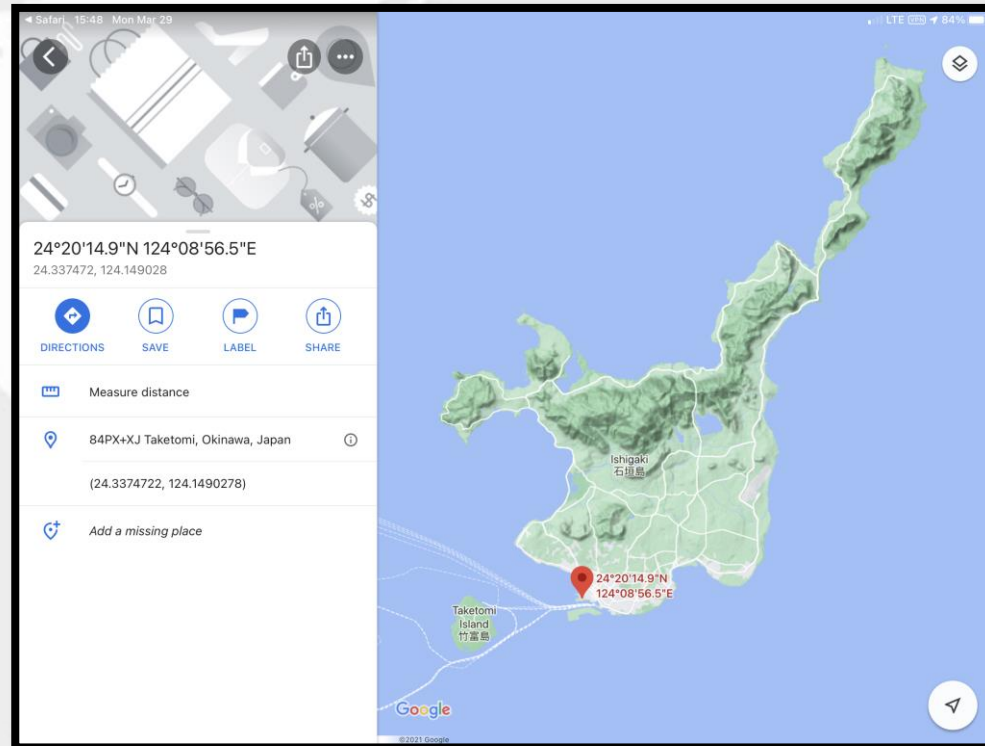 Safari 15:48 Mon Mar 29
LTE VPN 84%
%
24°20'14.9"N 124°08'56.5"E
24.337472, 124.149028
DIRECTIONS SAVE LABEL SHARE
Measure distance
84PX+XJ Taketomi, Okinawa, Japan
(24.3374722, 124.1490278)
Add a missing place
Ishigaki
石垣島
24°20'14.9"N
124°08'56.5"E
Taketomi
Island
竹富島
Google
©2021 Google